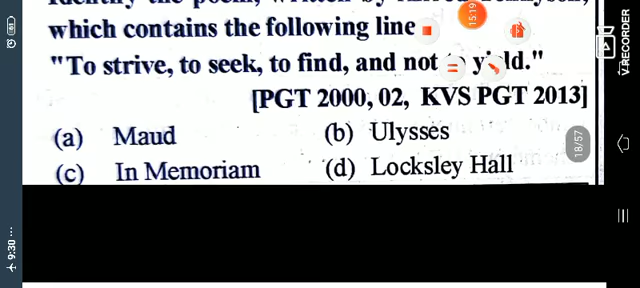 which contains the following line
"To strive, to seek, to find, and not
[PGT 2000, 02, KVS PGT 2013]
(a) Maud (b) Ulysses
(c) In Memoriam (d) Locksley Hall
18/57
15:19
9:30 ...
V RECORDER